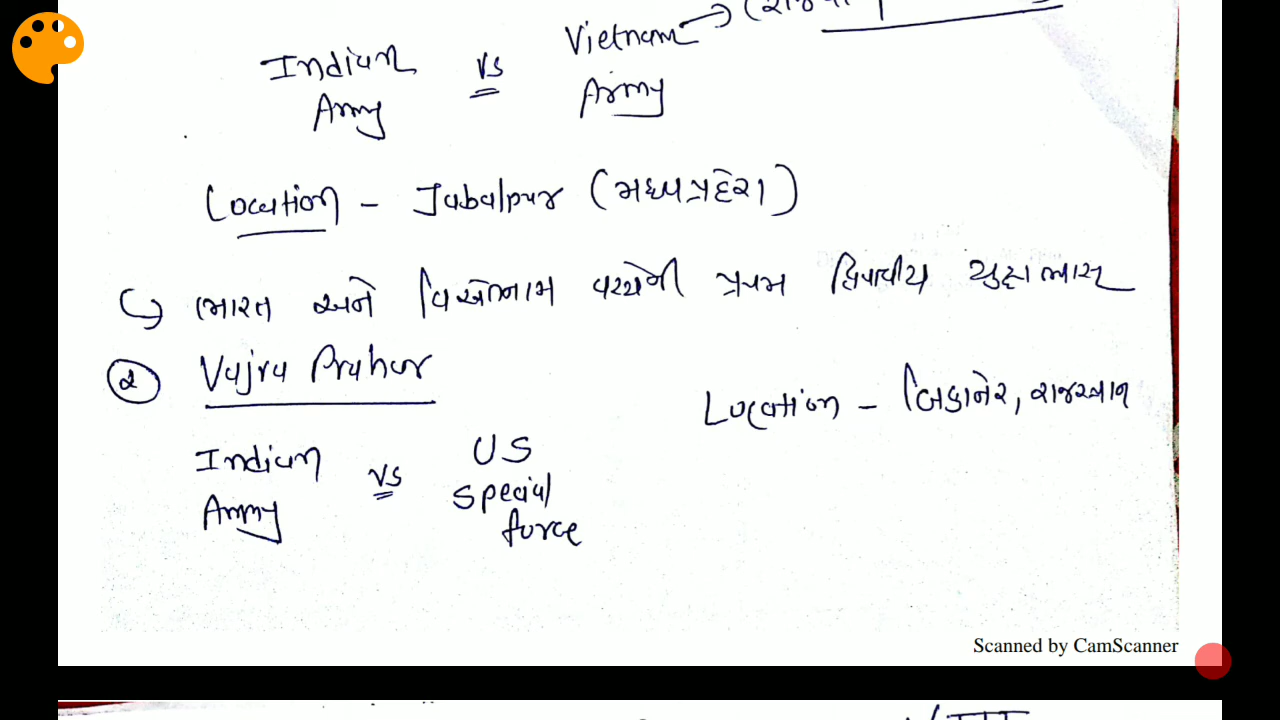 Indian vs Vietnam →
Army Army
Location - Jabalpur (મધ્યપ્રદેશ)
↳ ભારત અને વિએતનામ વચ્ચેની પ્રથમ દ્વિપક્ષીય યુદ્ધાભ્યાસ
② Vajra Prahar
Location - બિકાનેર, રાજસ્થાન
Indian vs US
Army special
force
Scanned by CamScanner